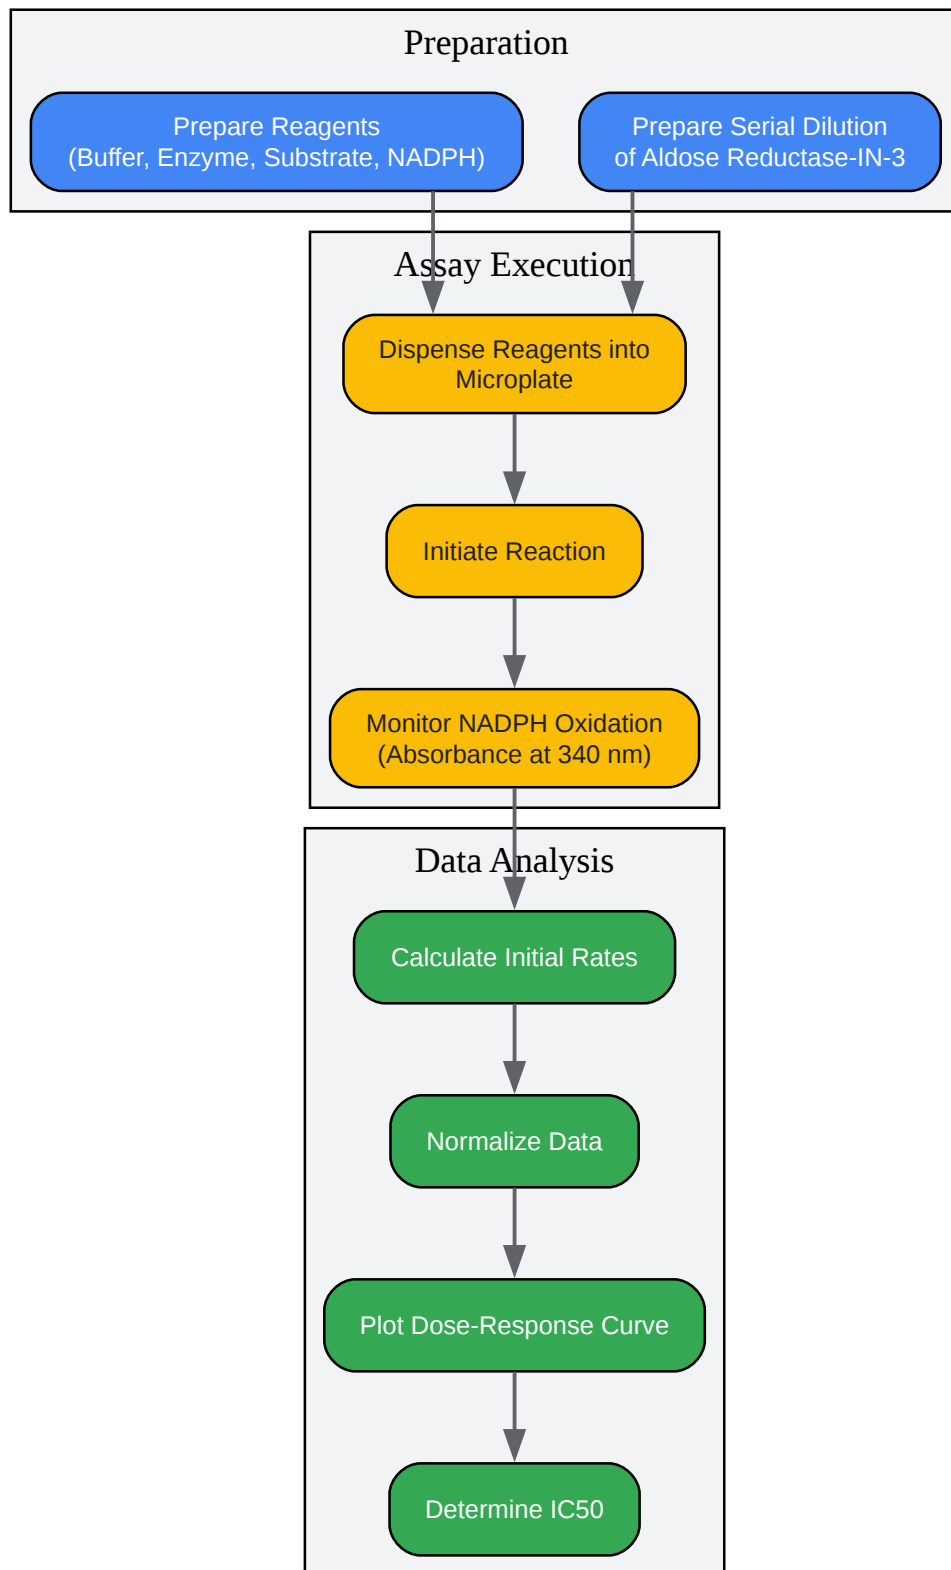 Preparation
Prepare Reagents
(Buffer, Enzyme, Substrate, NADPH)
Prepare Serial Dilution
of Aldose Reductase-IN-3
Assay Execution
Dispense Reagents into
Microplate
Initiate Reaction
Monitor NADPH Oxidation
(Absorbance at 340 nm)
Data Analysis
Calculate Initial Rates
Normalize Data
Plot Dose-Response Curve
Determine IC50